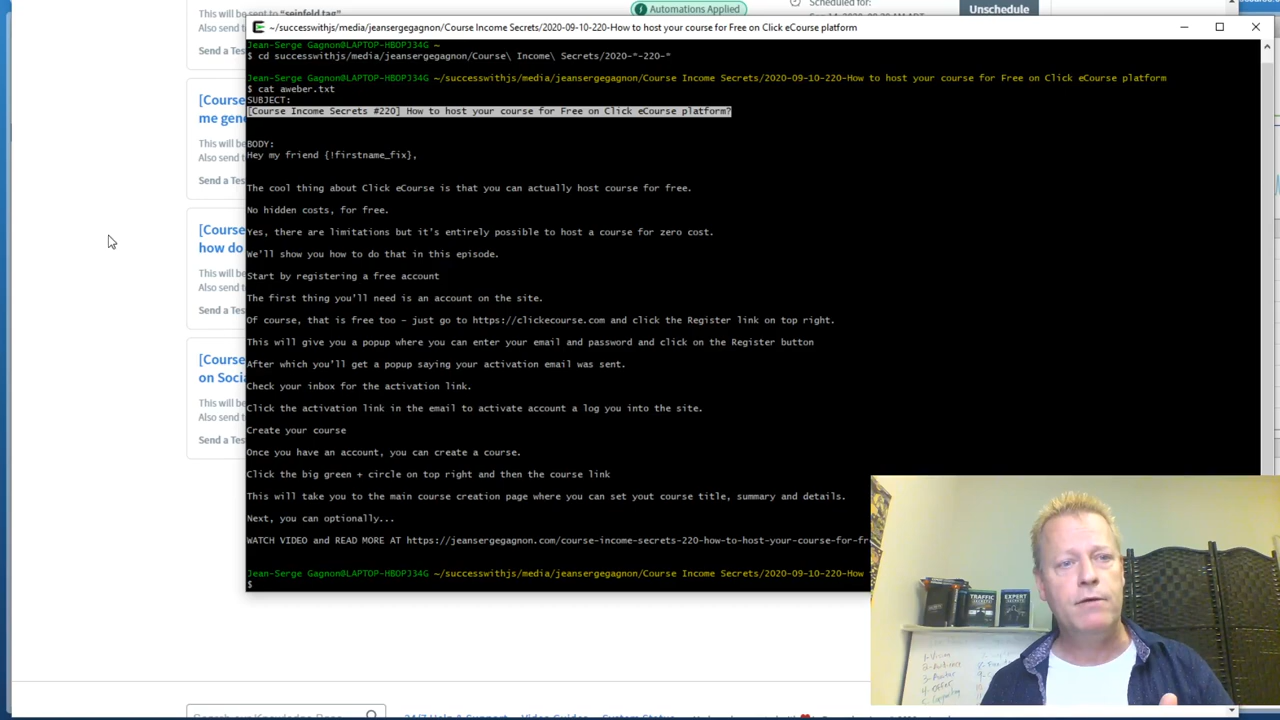 This will be sent to "seinfeld tag"
Also send t
Send a Tes
Automations Applied
Scheduled for:
Unschedule
[Cours
me gen
This will be
Also send t
Send a Tes
[Course
how do
This will be
Also send t
Send a Tes
[Course
on Soci
This will be
Also send t
Send a Tes
~/successwithjs/media/jeansergegagnon/Course Income Secrets/2020-09-10-220-How to host your course for Free on Click eCourse platform
Jean-Serge Gagnon@LAPTOP-HBOPJ34G ~
$ cd successwithjs/media/jeansergegagnon/Course\ Income\ Secrets/2020-"-220-"
Jean-Serge Gagnon@LAPTOP-HBOPJ34G ~/successwithjs/media/jeansergegagnon/Course Income Secrets/2020-09-10-220-How to host your course for Free on Click eCourse platform
$ cat aweber.txt
SUBJECT:
[Course Income Secrets #220] How to host your course for Free on Click eCourse platform?
BODY:
Hey my friend {!firstname_fix},
The cool thing about Click eCourse is that you can actually host course for free.
No hidden costs, for free.
Yes, there are limitations but it's entirely possible to host a course for zero cost.
We'll show you how to do that in this episode.
Start by registering a free account
The first thing you'll need is an account on the site.
Of course, that is free too – just go to https://clickecourse.com and click the Register link on top right.
This will give you a popup where you can enter your email and password and click on the Register button
After which you'll get a popup saying your activation email was sent.
Check your inbox for the activation link.
Click the activation link in the email to activate account a log you into the site.
Create your course
Once you have an account, you can create a course.
Click the big green + circle on top right and then the course link
This will take you to the main course creation page where you can set yout course title, summary and details.
Next, you can optionally...
WATCH VIDEO and READ MORE AT https://jeansergegagnon.com/course-income-secrets-220-how-to-host-your-course-for-fr
Jean-Serge Gagnon@LAPTOP-HBOPJ34G ~/successwithjs/media/jeansergegagnon/Course Income Secrets/2020-09-10-220-How
$
TRAFFIC
EXPERT
24/7 Help & Support
Video Guides
System Status